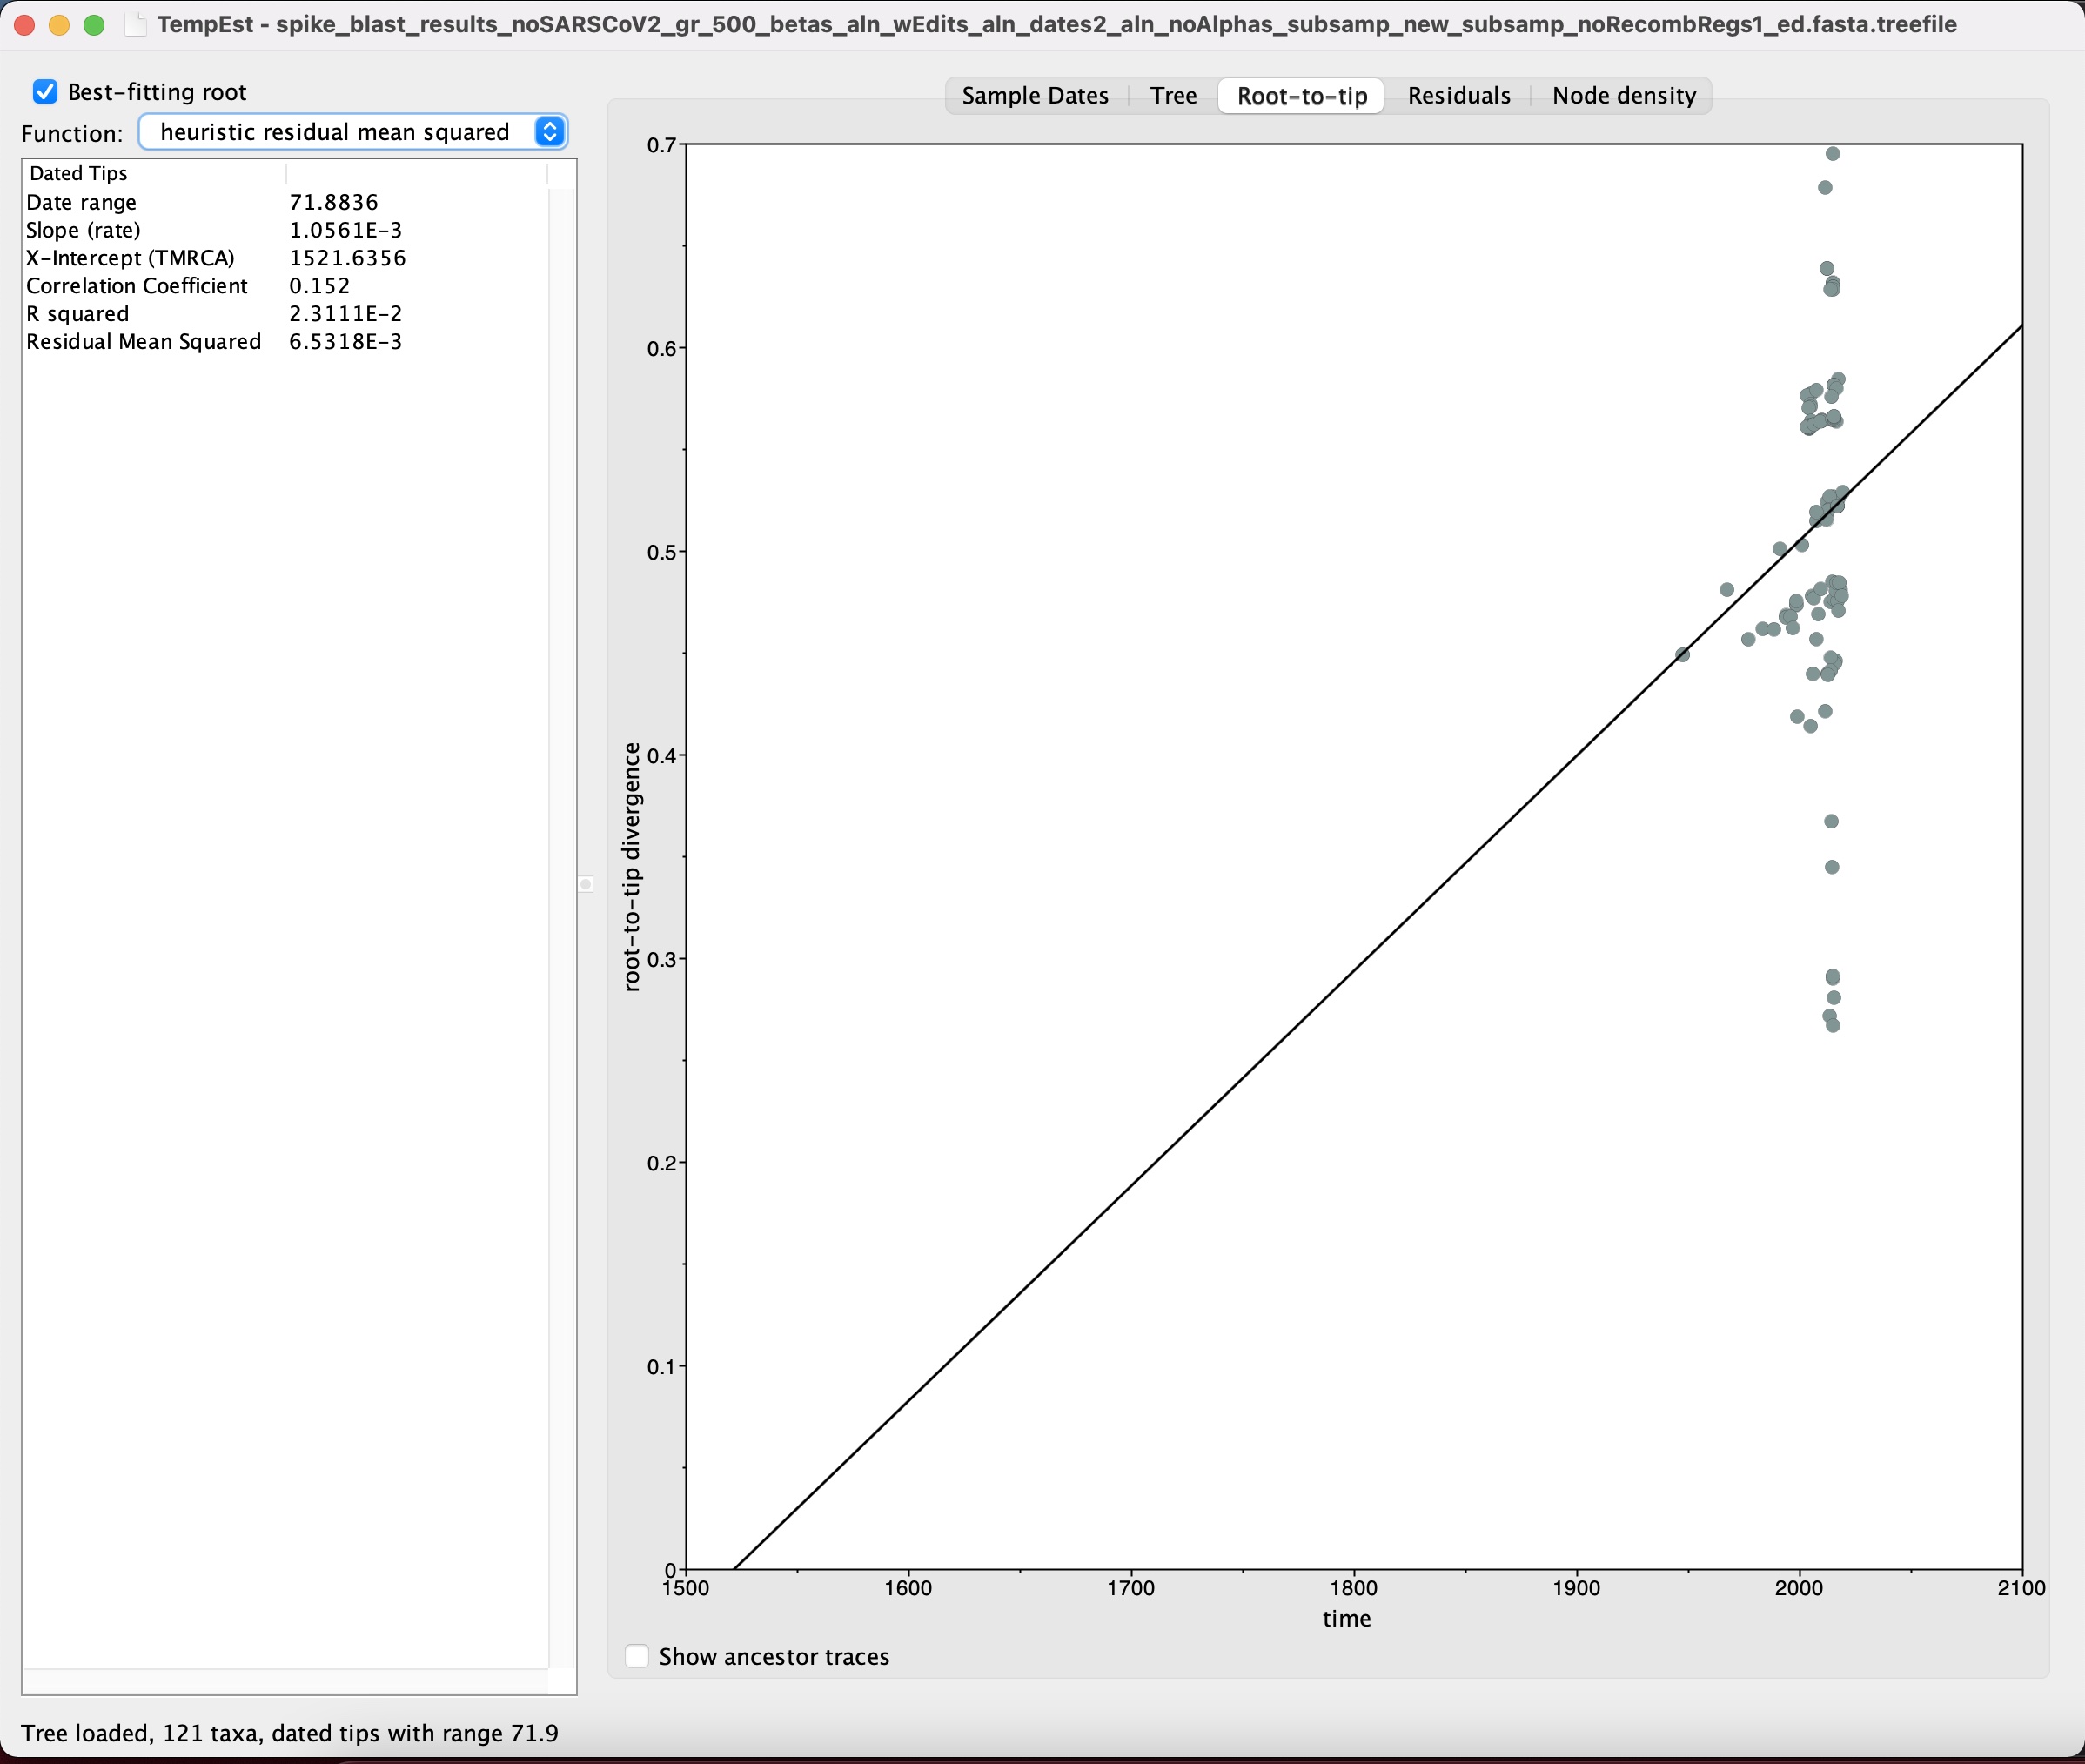 TempEst - spike_blast_results_noSARSCoV2_gr_500_betas_aln_wEdits_aln_dates2_aln_noAlphas_subsamp_new_subsamp_noRecombRegs1_ed.fasta.treefile
Best-fitting root
Function: heuristic residual mean squared
Dated Tips
Date range 71.8836
Slope (rate) 1.0561E-3
X-Intercept (TMRCA) 1521.6356
Correlation Coefficient 0.152
R squared 2.3111E-2
Residual Mean Squared 6.5318E-3
Sample Dates Tree Root-to-tip Residuals Node density
0.7
0.6
0.5
0.4
0.3
0.2
0.1
0
root-to-tip divergence
1500 1600 1700 1800 1900 2000 2100
time
Show ancestor traces
Tree loaded, 121 taxa, dated tips with range 71.9